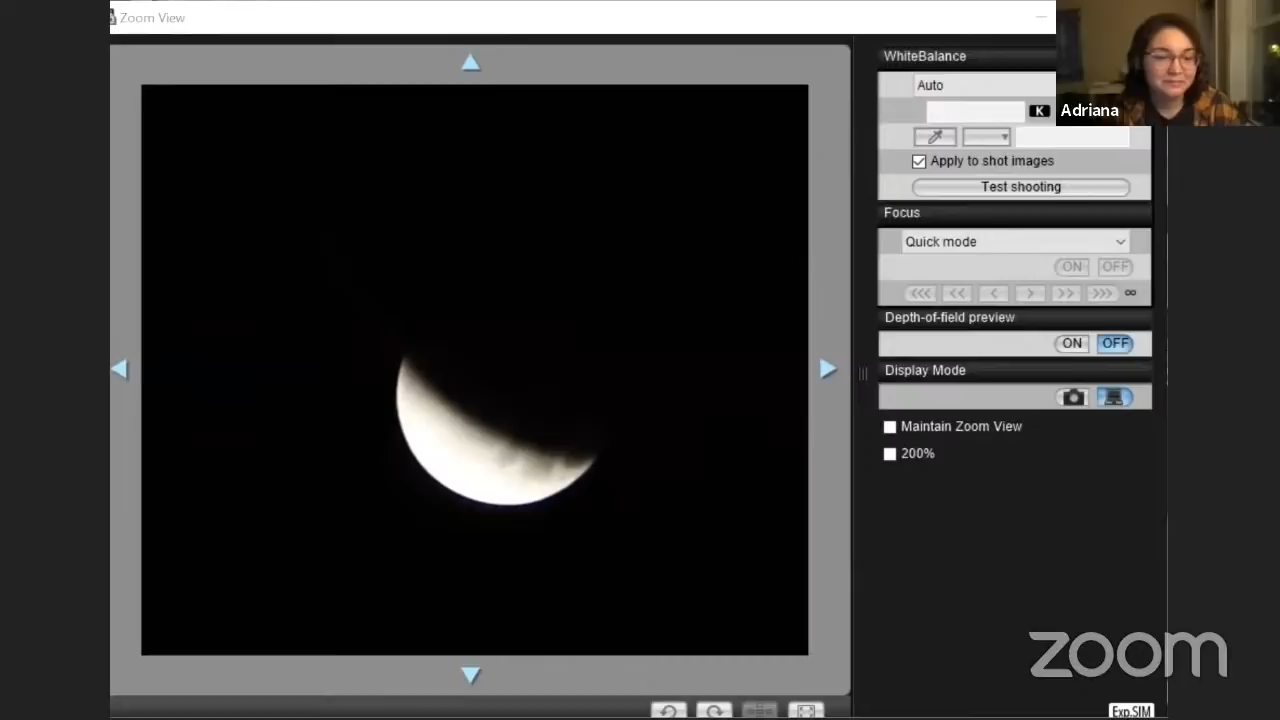 Zoom View
WhiteBalance
Auto
K
Adriana
Apply to shot images
Test shooting
Focus
Quick mode
ON OFF
<<< << < > >> >>> ∞
Depth-of-field preview
ON OFF
Display Mode
Maintain Zoom View
200%
zoom
Exp.SIM